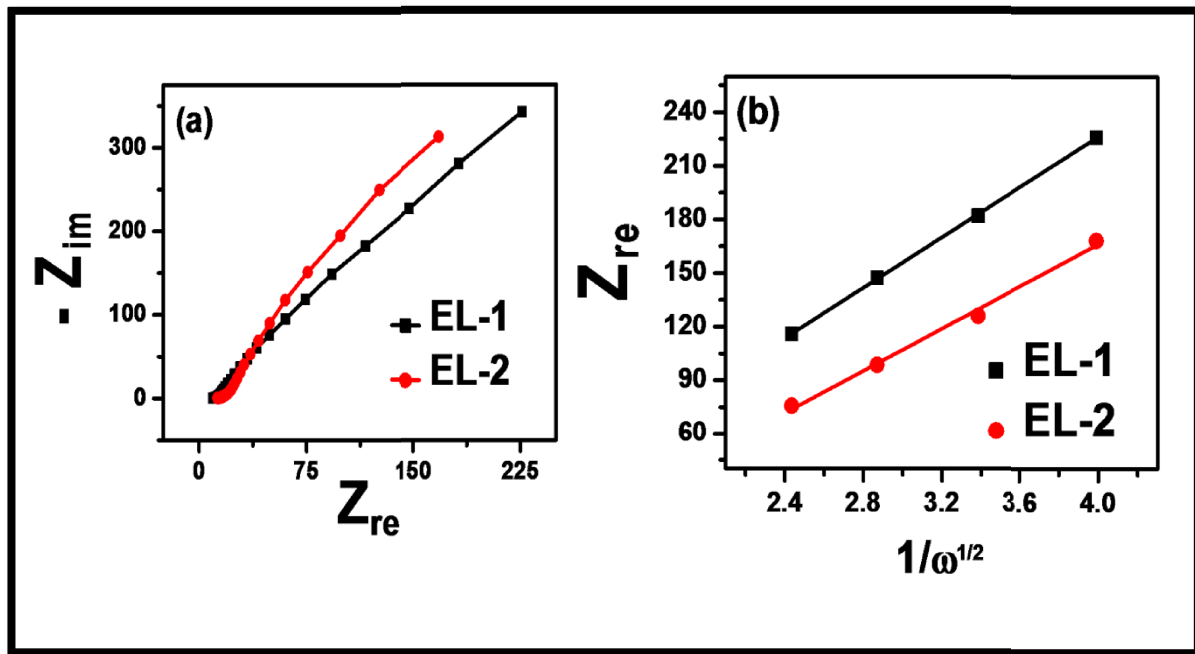 (a)
300
200
100
0
- Z_im
EL-1
EL-2
0 75 150 225
Z_re
(b)
240
210
180
150
120
90
60
Z_re
EL-1
EL-2
2.4 2.8 3.2 3.6 4.0
1/ω^1/2